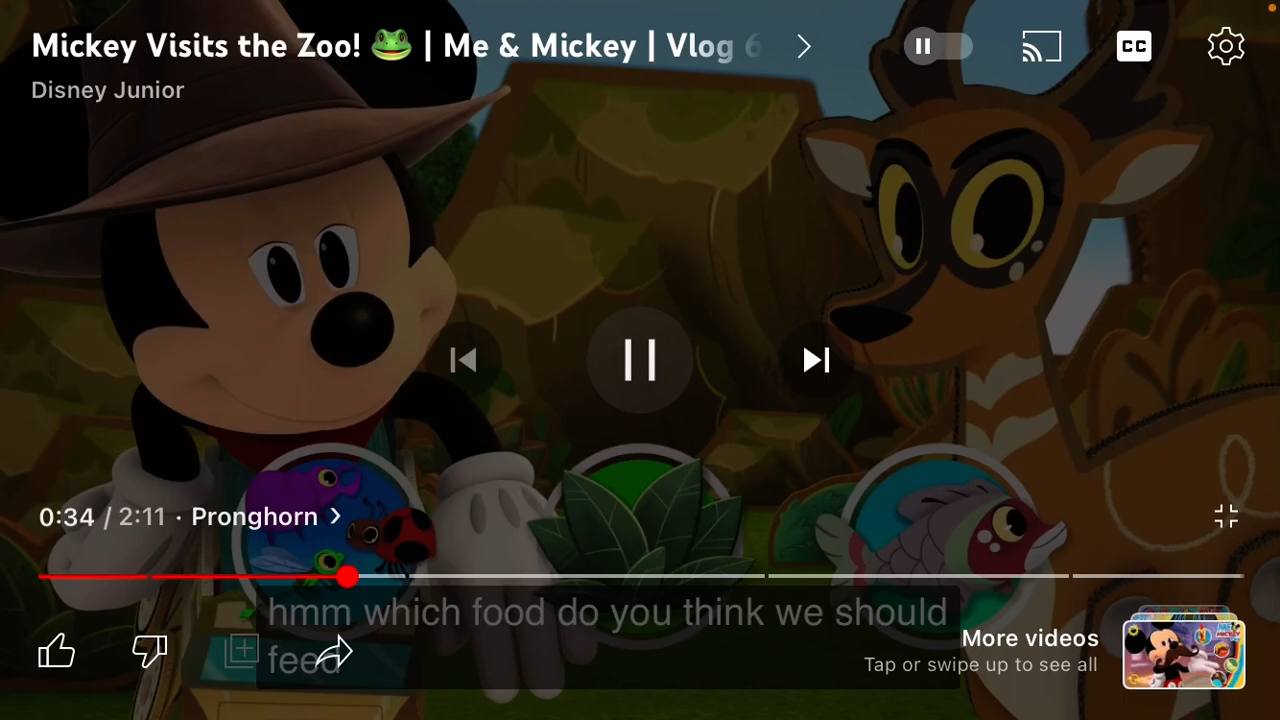 Mickey Visits the Zoo! 🐸 | Me & Mickey | Vlog 6
Disney Junior
CC
0:34 / 2:11 · Pronghorn
hmm which food do you think we should
feed
More videos
Tap or swipe up to see all